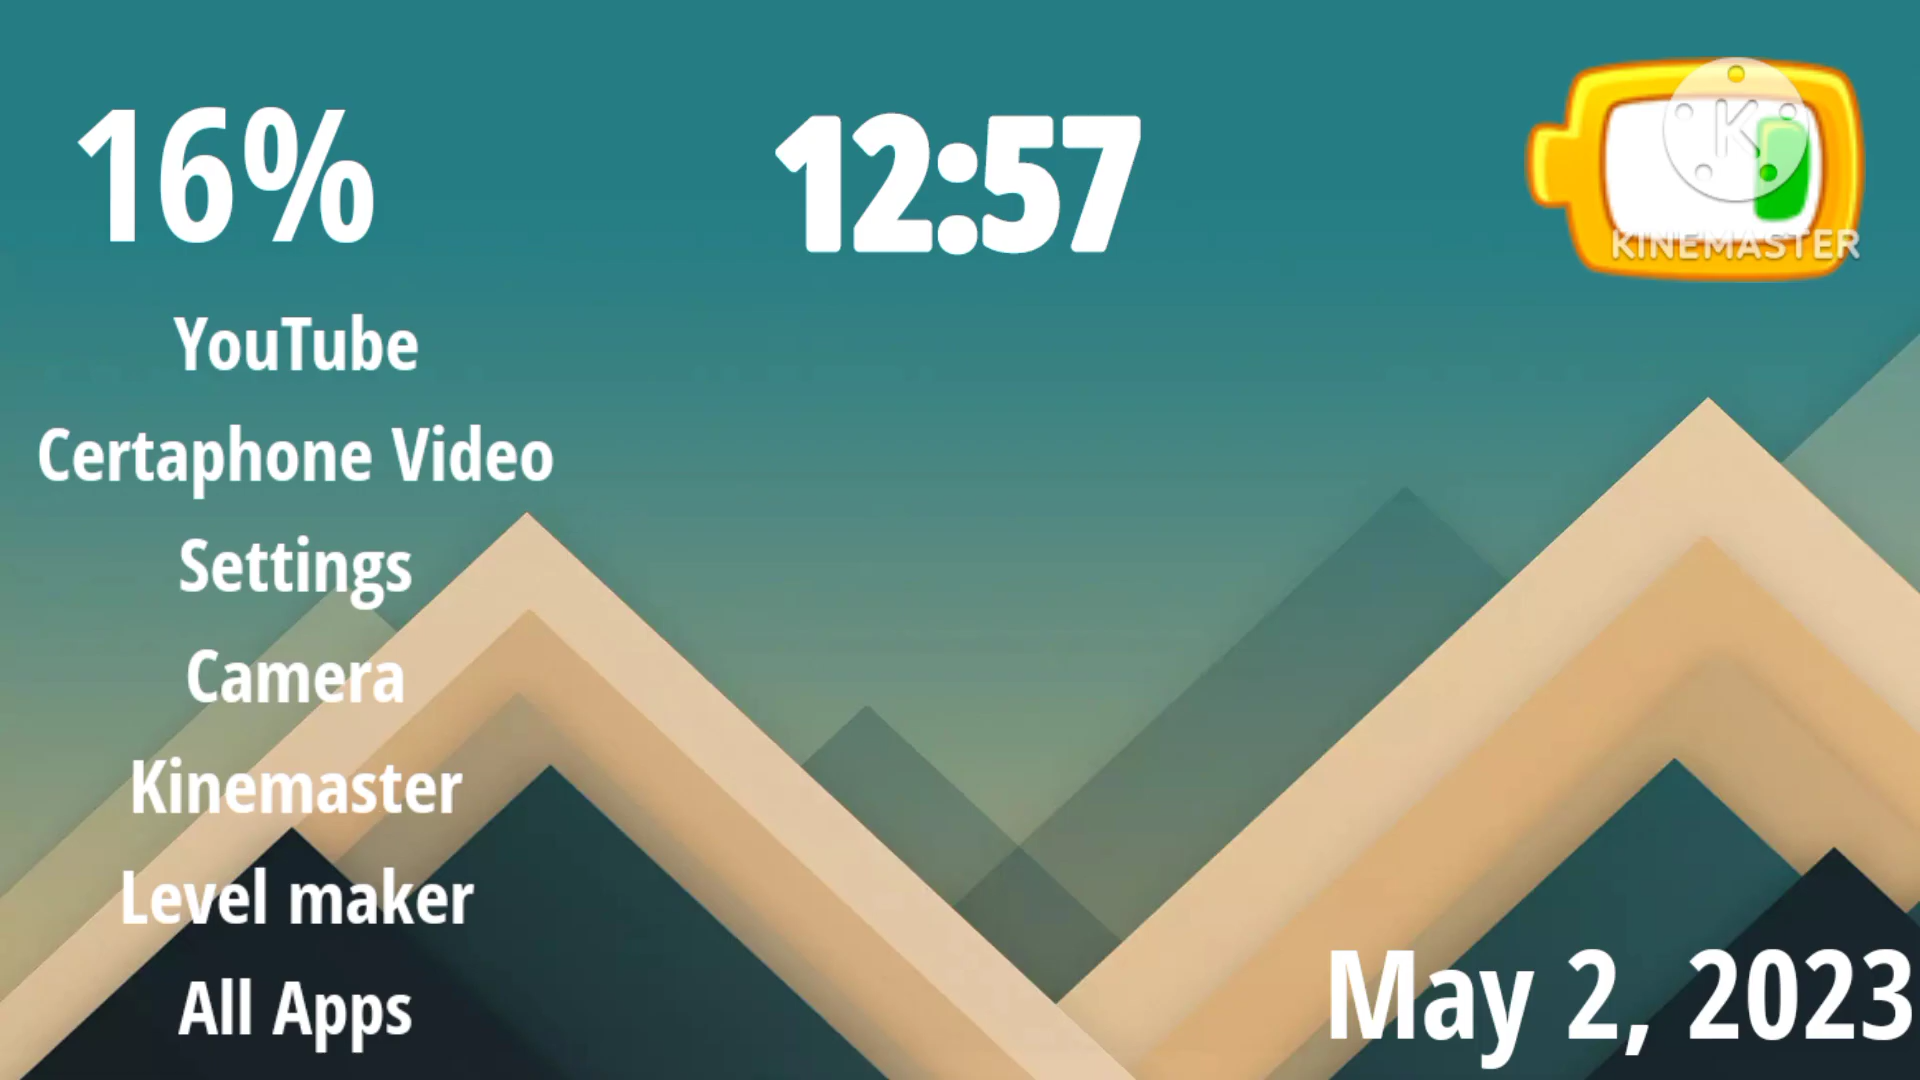 16%
12:57
K
KINEMASTER
YouTube
Certaphone Video
Settings
Camera
Kinemaster
Level maker
All Apps
May 2, 2023